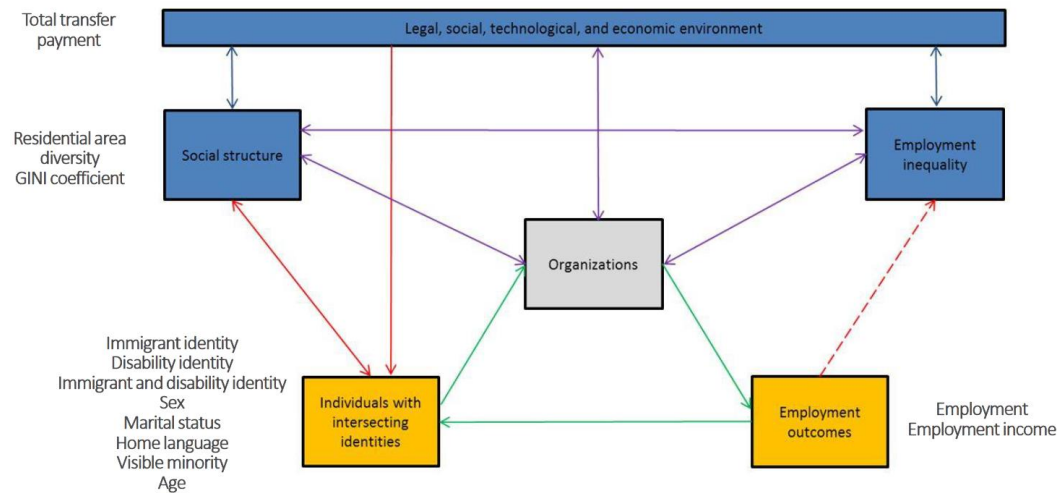 Total transfer
payment
Legal, social, technological, and economic environment
Residential area
diversity
GINI coefficient
Social structure
Employment
inequality
Organizations
Immigrant identity
Disability identity
Immigrant and disability identity
Sex
Marital status
Home language
Visible minority
Age
Individuals with
intersecting
identities
Employment
outcomes
Employment
Employment income